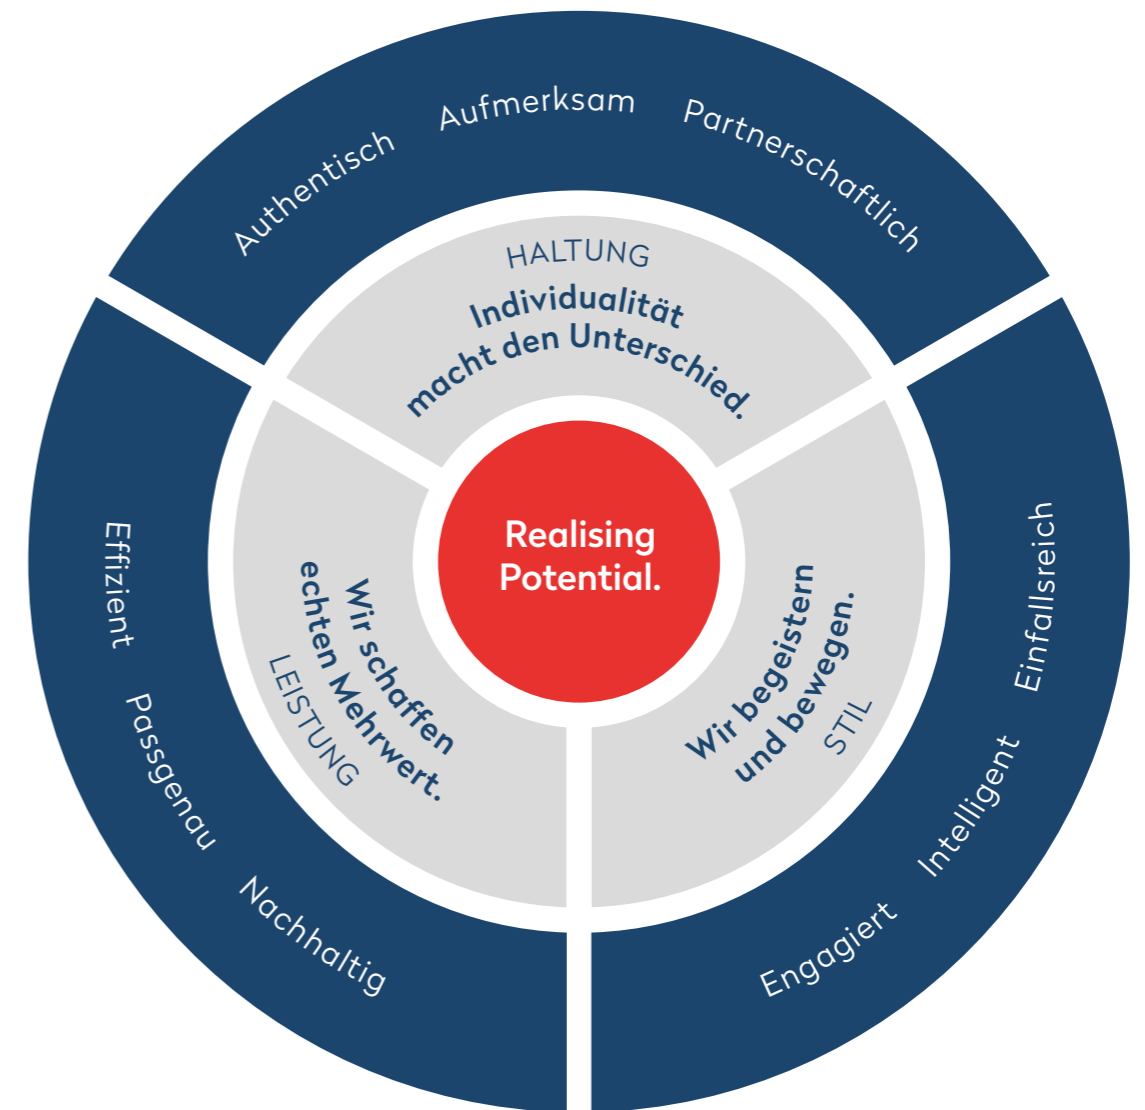 Authentisch
Aufmerksam
Partnerschaftlich
HALTUNG
Individualität
macht den Unterschied.
Realising
Potential.
Wir begeistern
und bewegen.
STIL
Einfallsreich
Intelligent
Engagiert
Wir schaffen
echten Mehrwert.
LEISTUNG
Effizient
Passgenau
Nachhaltig